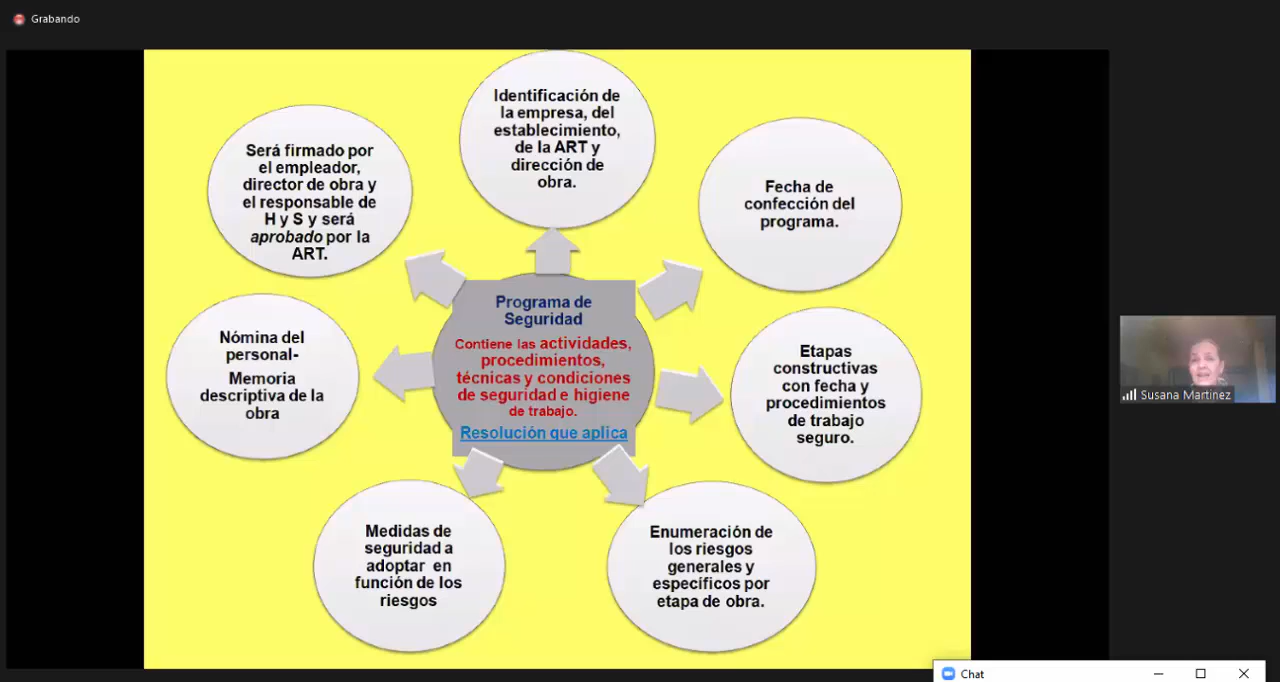 Grabando
Identificación de
la empresa, del
establecimiento,
de la ART y
dirección de
obra.
Será firmado por
el empleador,
director de obra y
el responsable de
H y S y será
aprobado por la
ART.
Fecha de
confección del
programa.
Programa de
Seguridad
Contiene las actividades,
procedimientos,
técnicas y condiciones
de seguridad e higiene
de trabajo.
Resolución que aplica
Nómina del
personal-
Memoria
descriptiva de la
obra
Etapas
constructivas
con fecha y
procedimientos
de trabajo
seguro.
Medidas de
seguridad a
adoptar en
función de los
riesgos
Enumeración de
los riesgos
generales y
específicos por
etapa de obra.
Susana Martinez
Chat